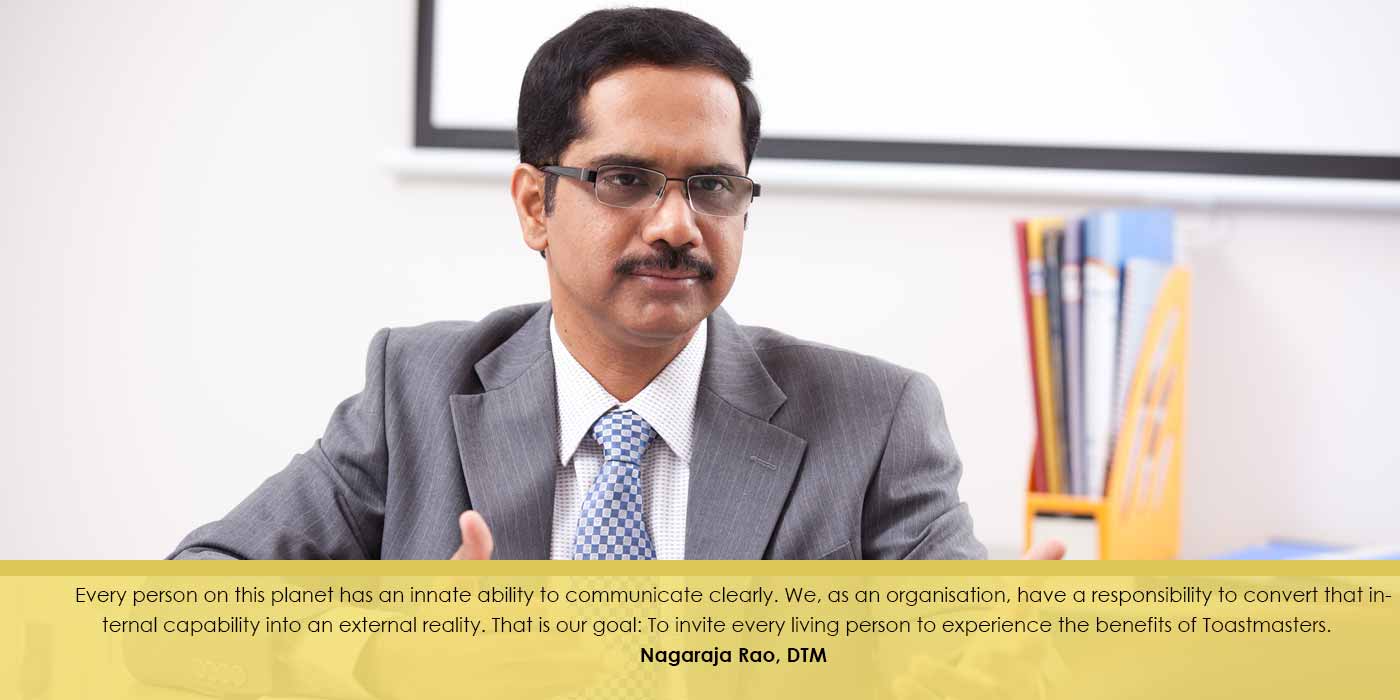 Every person on this planet has an innate ability to communicate clearly. We, as an organisation, have a responsibility to convert that in-
ternal capability into an external reality. That is our goal: To invite every living person to experience the benefits of Toastmasters.
Nagaraja Rao, DTM